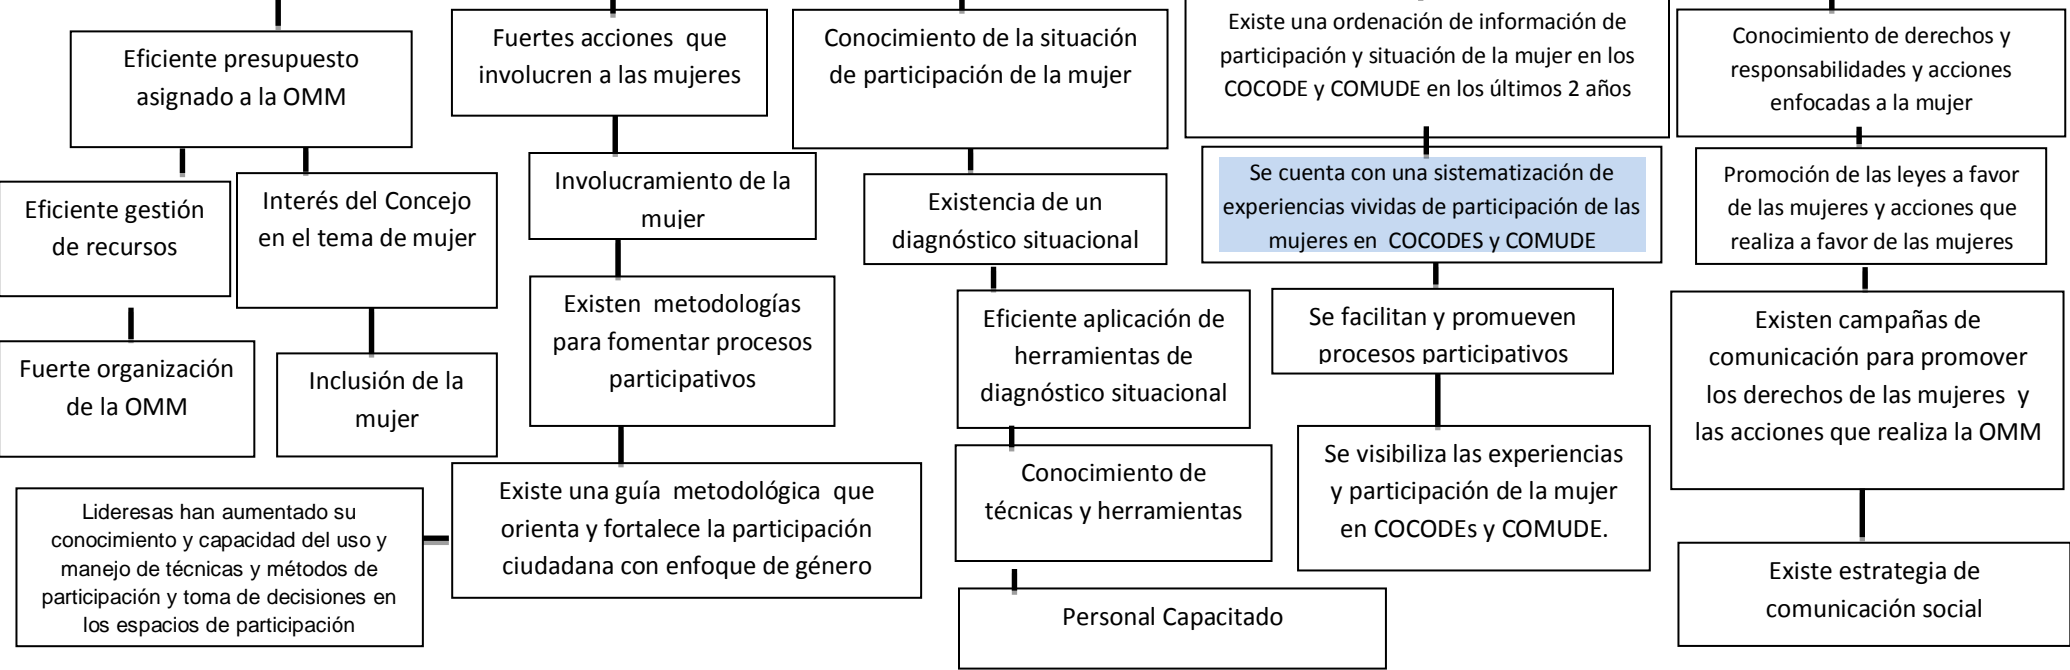 Eficiente presupuesto
asignado a la OMM
Eficiente gestión
de recursos
Interés del Concejo
en el tema de mujer
Fuerte organización
de la OMM
Inclusión de la
mujer
Fuertes acciones que
involucren a las mujeres
Involucramiento de la
mujer
Existen metodologías
para fomentar procesos
participativos
Existe una guía metodológica que
orienta y fortalece la participación
ciudadana con enfoque de género
Lideresas han aumentado su
conocimiento y capacidad del uso y
manejo de técnicas y métodos de
participación y toma de decisiones en
los espacios de participación
Conocimiento de la situación
de participación de la mujer
Existencia de un
diagnóstico situacional
Eficiente aplicación de
herramientas de
diagnóstico situacional
Conocimiento de
técnicas y herramientas
Personal Capacitado
Existe una ordenación de información de
participación y situación de la mujer en los
COCODE y COMUDE en los últimos 2 años
Se cuenta con una sistematización de
experiencias vividas de participación de las
mujeres en COCODES y COMUDE
Se facilitan y promueven
procesos participativos
Se visibiliza las experiencias
y participación de la mujer
en COCODEs y COMUDE.
Conocimiento de derechos y
responsabilidades y acciones
enfocadas a la mujer
Promoción de las leyes a favor
de las mujeres y acciones que
realiza a favor de las mujeres
Existen campañas de
comunicación para promover
los derechos de las mujeres y
las acciones que realiza la OMM
Existe estrategia de
comunicación social